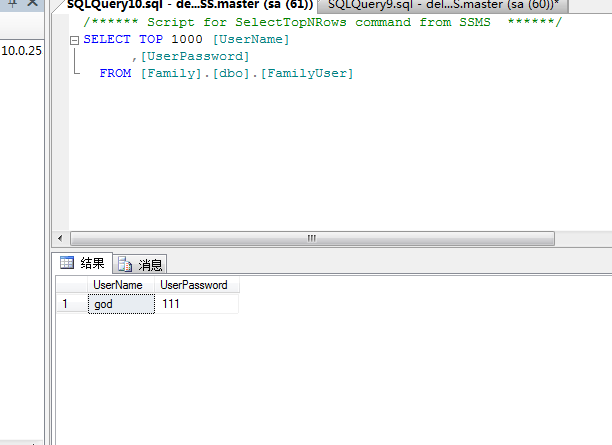 SQLQuery10.sql - de...SS.master (sa (61))
SQLQuery9.sql - del...S.master (sa (60))*
10.0.25
/****** Script for SelectTopNRows command from SSMS ******/
SELECT TOP 1000 [UserName]
,[UserPassword]
FROM [Family].[dbo].[FamilyUser]
结果
消息
UserName UserPassword
1 god 111